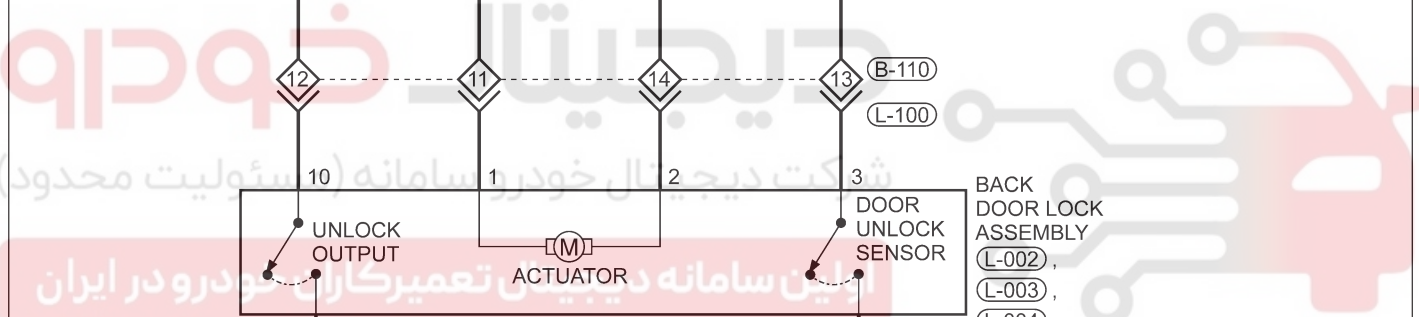 دیجیتال خودرو
12 11 14 13 B-110
L-100
شرکت دیجیتال خودرو سامانه (مسئولیت محدود)
10 1 2 3
BACK
DOOR LOCK
ASSEMBLY
L-002 ,
L-003 ,
L-004
UNLOCK
OUTPUT
M
ACTUATOR
DOOR
UNLOCK
SENSOR
اولین سامانه دیجیتال تعمیرکاران خودرو در ایران